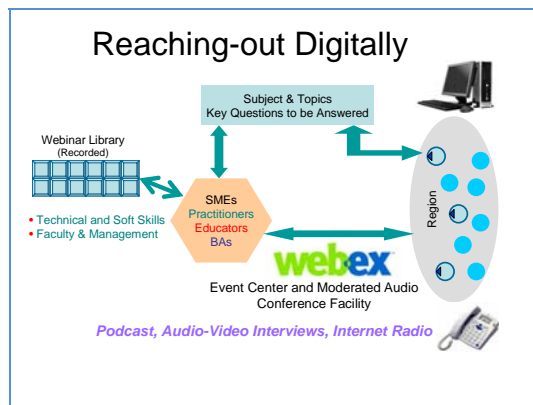 Reaching-out Digitally
Subject & Topics
Key Questions to be Answered
Webinar Library
(Recorded)
• Technical and Soft Skills
• Faculty & Management
SMEs
Practitioners
Educators
BAs
Region
webex
Event Center and Moderated Audio
Conference Facility
Podcast, Audio-Video Interviews, Internet Radio